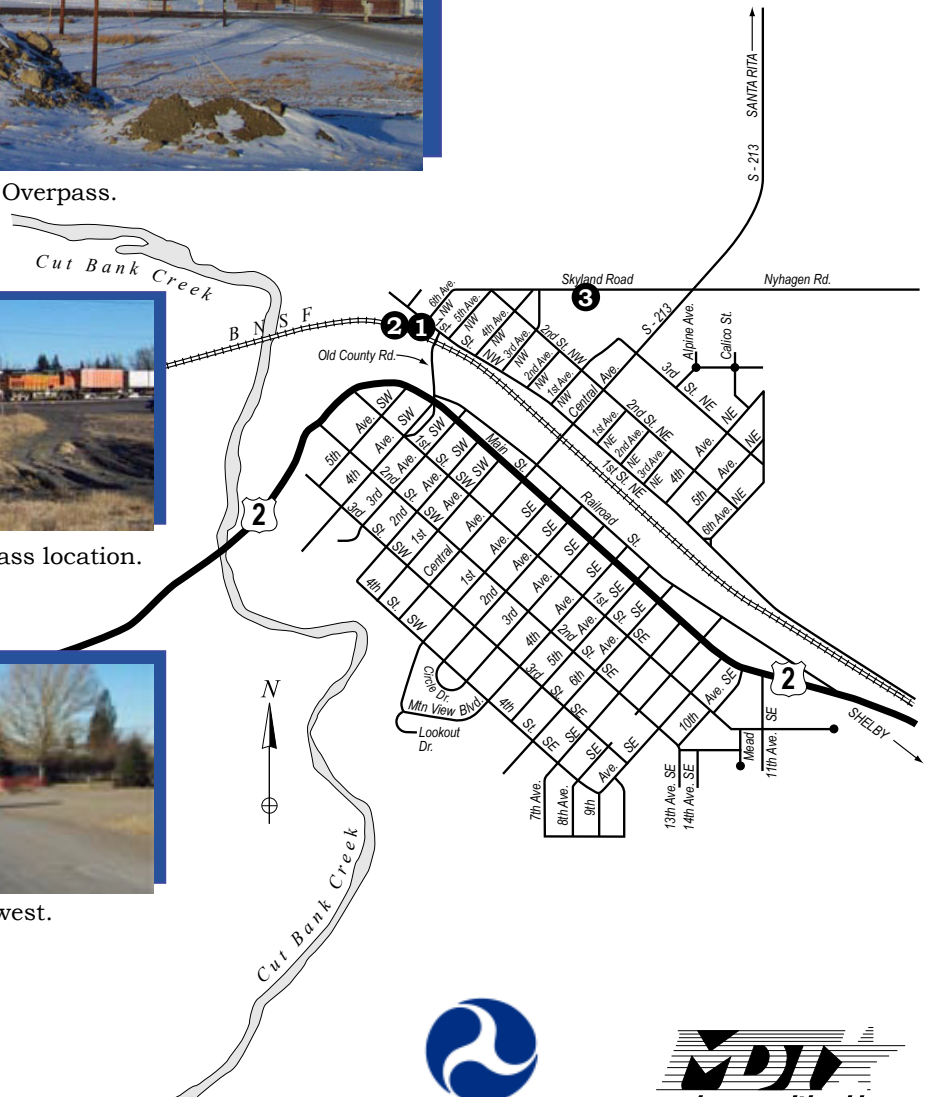 SANTA RITA
S - 213
Overpass.
Cut Bank Creek
Skyland Road
Nyhagen Rd.
3
BNSF
2
1
Old County Rd.
6th Ave. NW
5th Ave. NW
4th Ave. NW
3rd Ave. NW
2nd Ave. NW
1st Ave. NW
2nd St. NW
Central Ave.
S - 213
Alpine Ave.
Calico St.
3rd St. NE
2nd St. NE
1st St. NE
1st Ave. NE
2nd Ave. NE
3rd Ave. NE
4th Ave. NE
5th Ave. NE
6th Ave. NE
Main St.
Railroad St.
5th Ave. SW
4th Ave. SW
3rd Ave. SW
2nd Ave. SW
1st Ave. SW
1st St. SW
2nd St. SW
3rd St. SW
4th St. SW
Central Ave.
1st Ave. SE
2nd Ave. SE
3rd Ave. SE
4th Ave. SE
5th Ave. SE
6th Ave. SE
1st St. SE
2nd St. SE
3rd St. SE
4th St. SE
2
ass location.
Circle Dr.
Mtn View Blvd.
Lookout Dr.
N
7th Ave. SE
8th Ave. SE
9th Ave. SE
10th Ave. SE
11th Ave. SE
13th Ave. SE
14th Ave. SE
Mead
2
SHELBY
west.
Cut Bank Creek
MDT